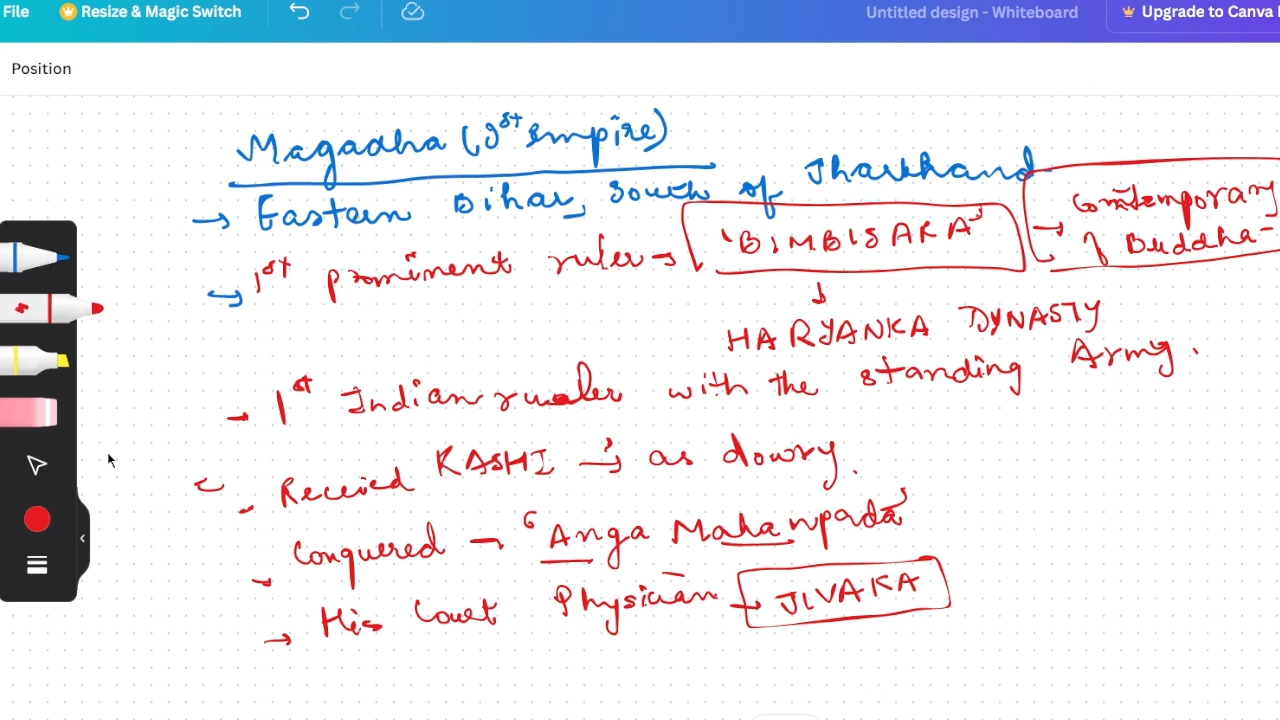 File Resize & Magic Switch Untitled design - Whiteboard Upgrade to Canva
Position
Magadha (Ist Empire)
→ Eastern Bihar, South of Jharkhand
→ 1st prominent ruler → 'BIMBISARA'
→ Contemporary
of Buddha-
↓
HARYANKA DYNASTY
→ 1st Indian ruler with the standing Army.
Received KASHI → as dowry.
→ Conquered → 'Anga Mahanpada'
→ His Court Physician → JIVAKA